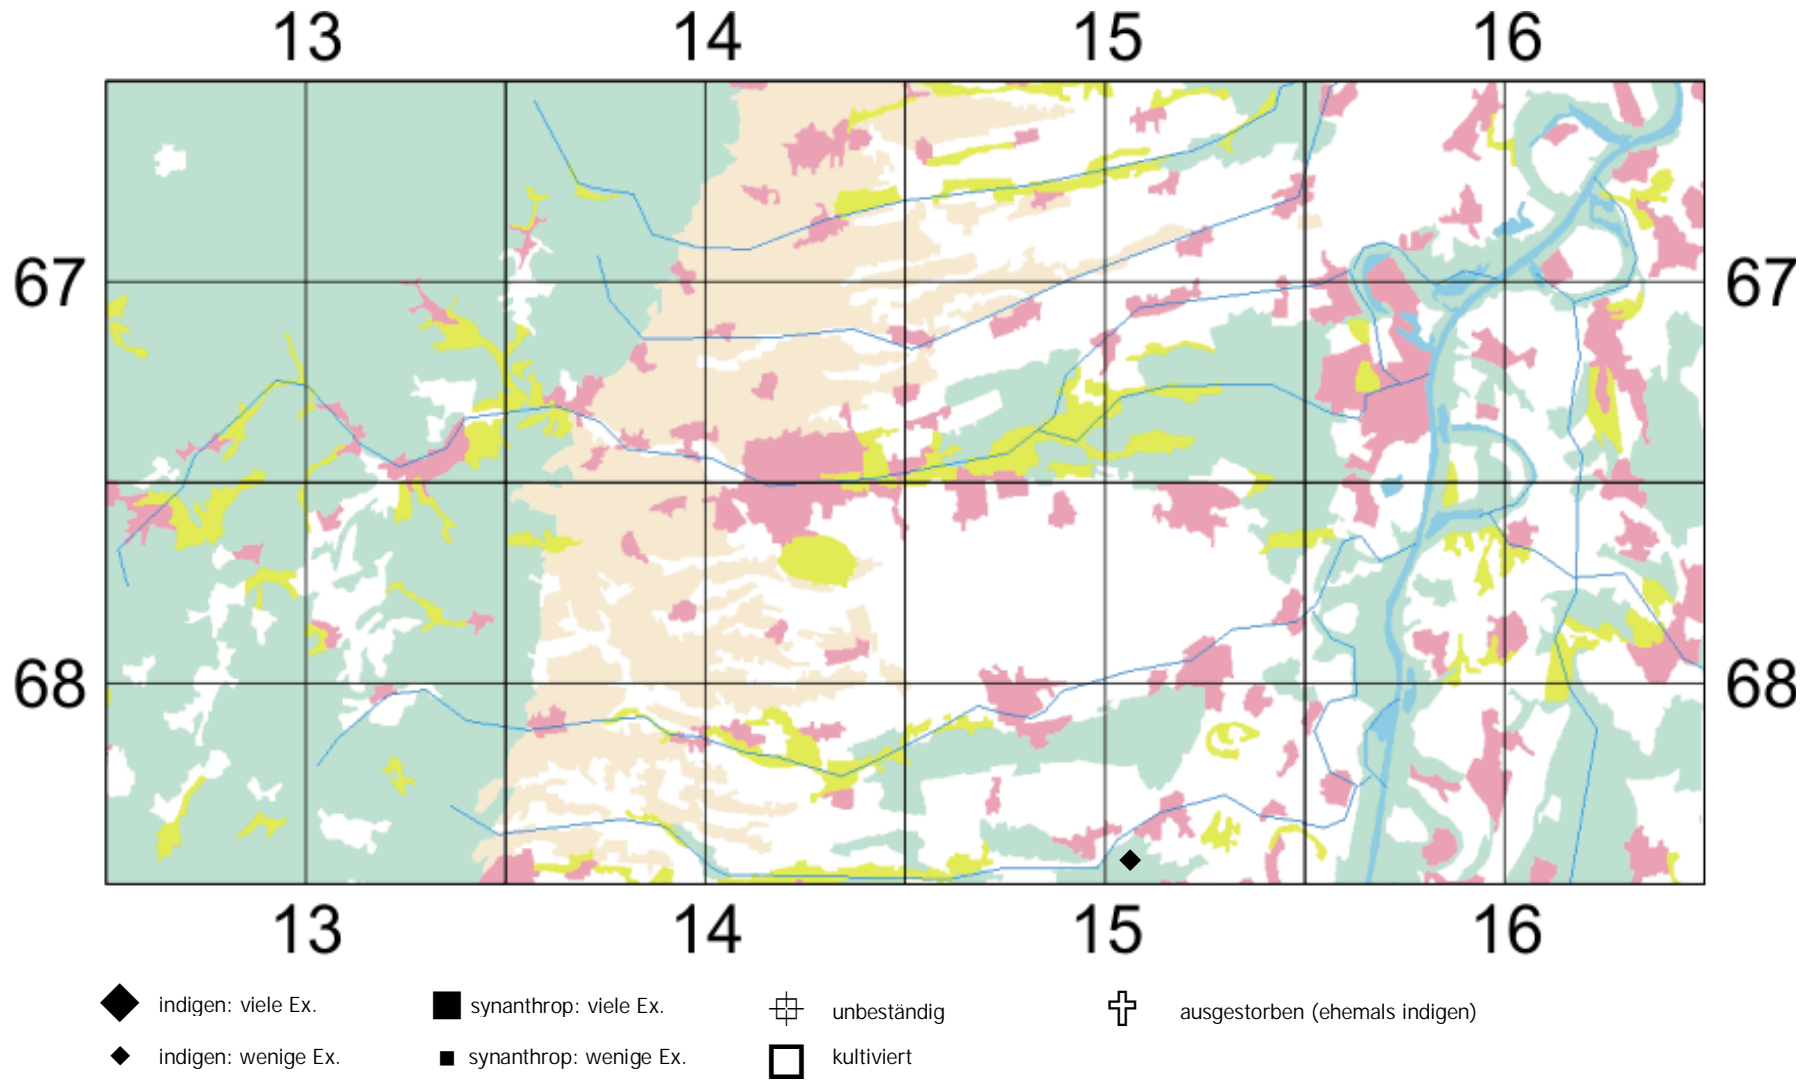 13 14 15 16
67 67
68 68
13 14 15 16
indigen: viele Ex. synanthrop: viele Ex. unbeständig ausgestorben (ehemals indigen)
indigen: wenige Ex. synanthrop: wenige Ex. kultiviert